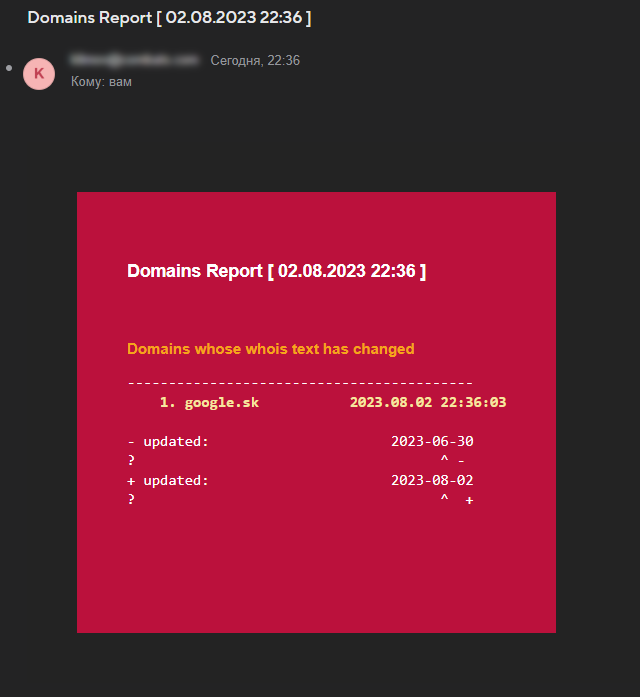 Domains Report [ 02.08.2023 22:36 ]
K
Сегодня, 22:36
Кому: вам
Domains Report [ 02.08.2023 22:36 ]
Domains whose whois text has changed
-------------------------------------------
1. google.sk 2023.08.02 22:36:03
- updated: 2023-06-30
? ^ -
+ updated: 2023-08-02
? ^ +